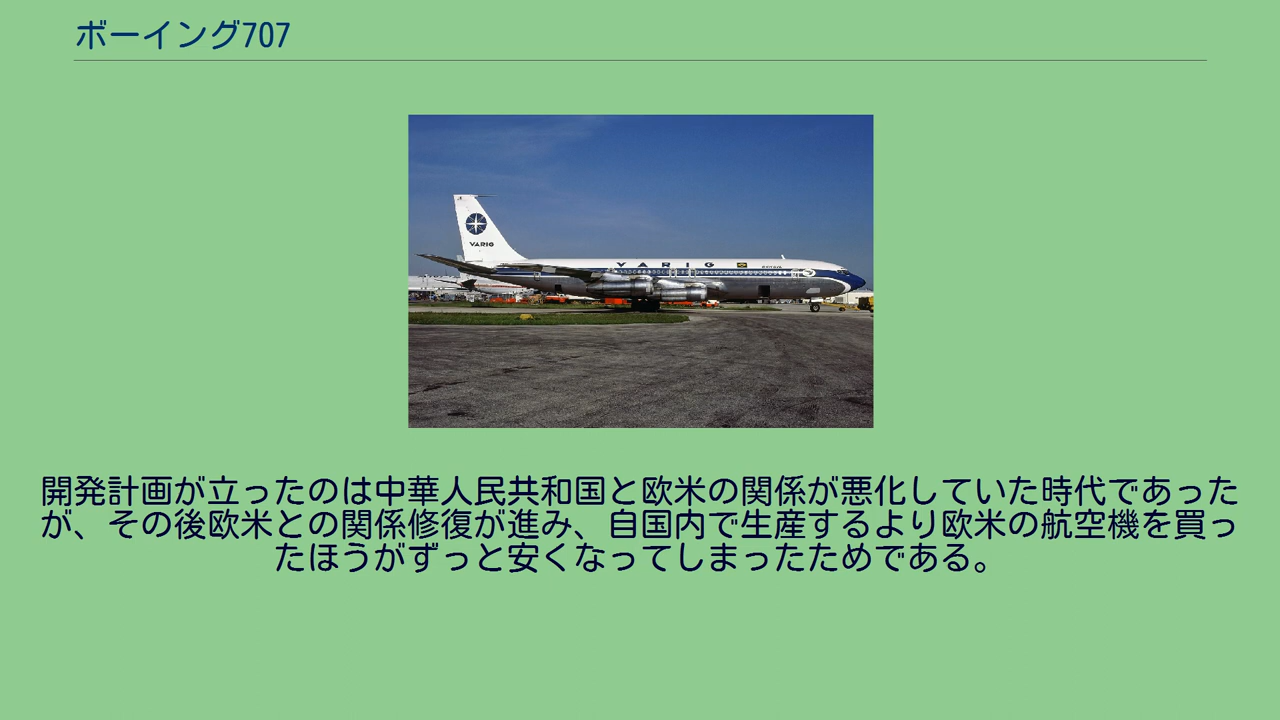 ボーイング707
VARIG
VARIG
開発計画が立ったのは中華人民共和国と欧米の関係が悪化していた時代であった
が、その後欧米との関係修復が進み、自国内で生産するより欧米の航空機を買っ
たほうがずっと安くなってしまったためである。